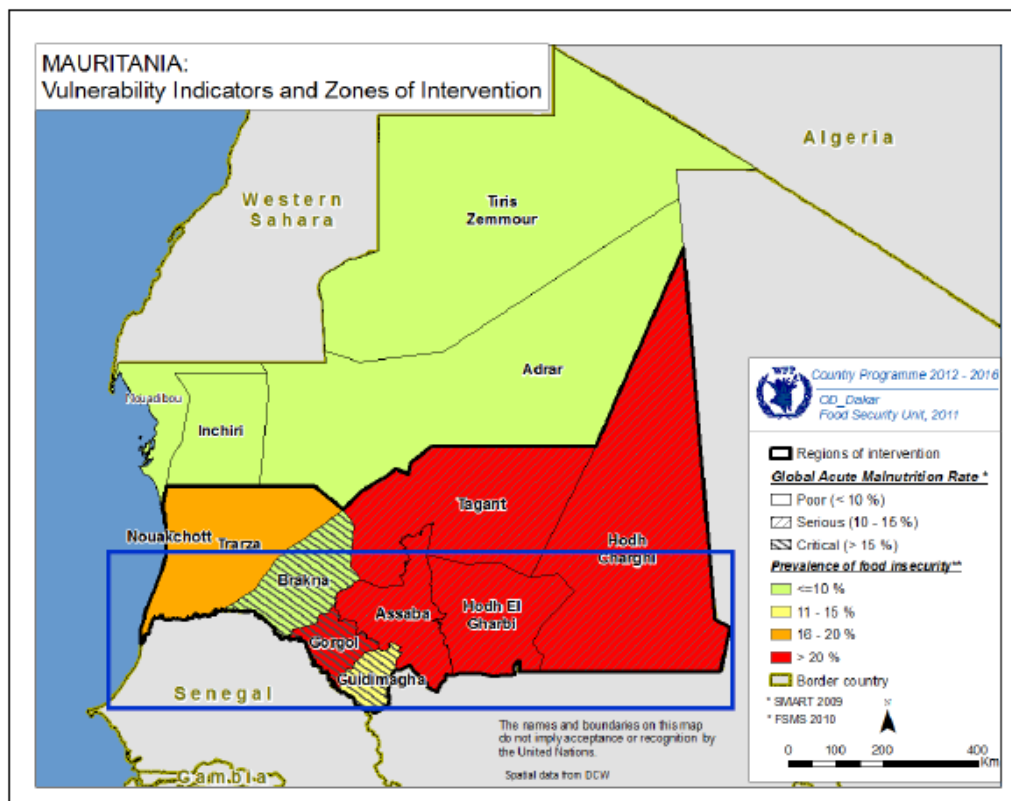 MAURITANIA:
Vulnerability Indicators and Zones of Intervention
Algeria
Western
Sahara
Tiris
Zemmour
Adrar
Nouadibou
Inchiri
Tagant
Nouakchott
Trarza
Hodh
Gharghi
Brakna
Assaba
Hodh El
Gharbi
Gorgol
Guidimagha
Senegal
Gambia
The names and boundaries on this map
do not imply acceptance or recognition by
the United Nations.
Spatial data from DCW
WFP
Country Programme 2012 - 2016
OD_Dakar
Food Security Unit, 2011
Regions of intervention
Global Acute Malnutrition Rate *
Poor (< 10 %)
Serious (10 - 15 %)
Critical (> 15 %)
Prevalence of food insecurity**
<=10 %
11 - 15 %
16 - 20 %
> 20 %
Border country
* SMART 2009
* FSMS 2010
N
0 100 200 400
Km